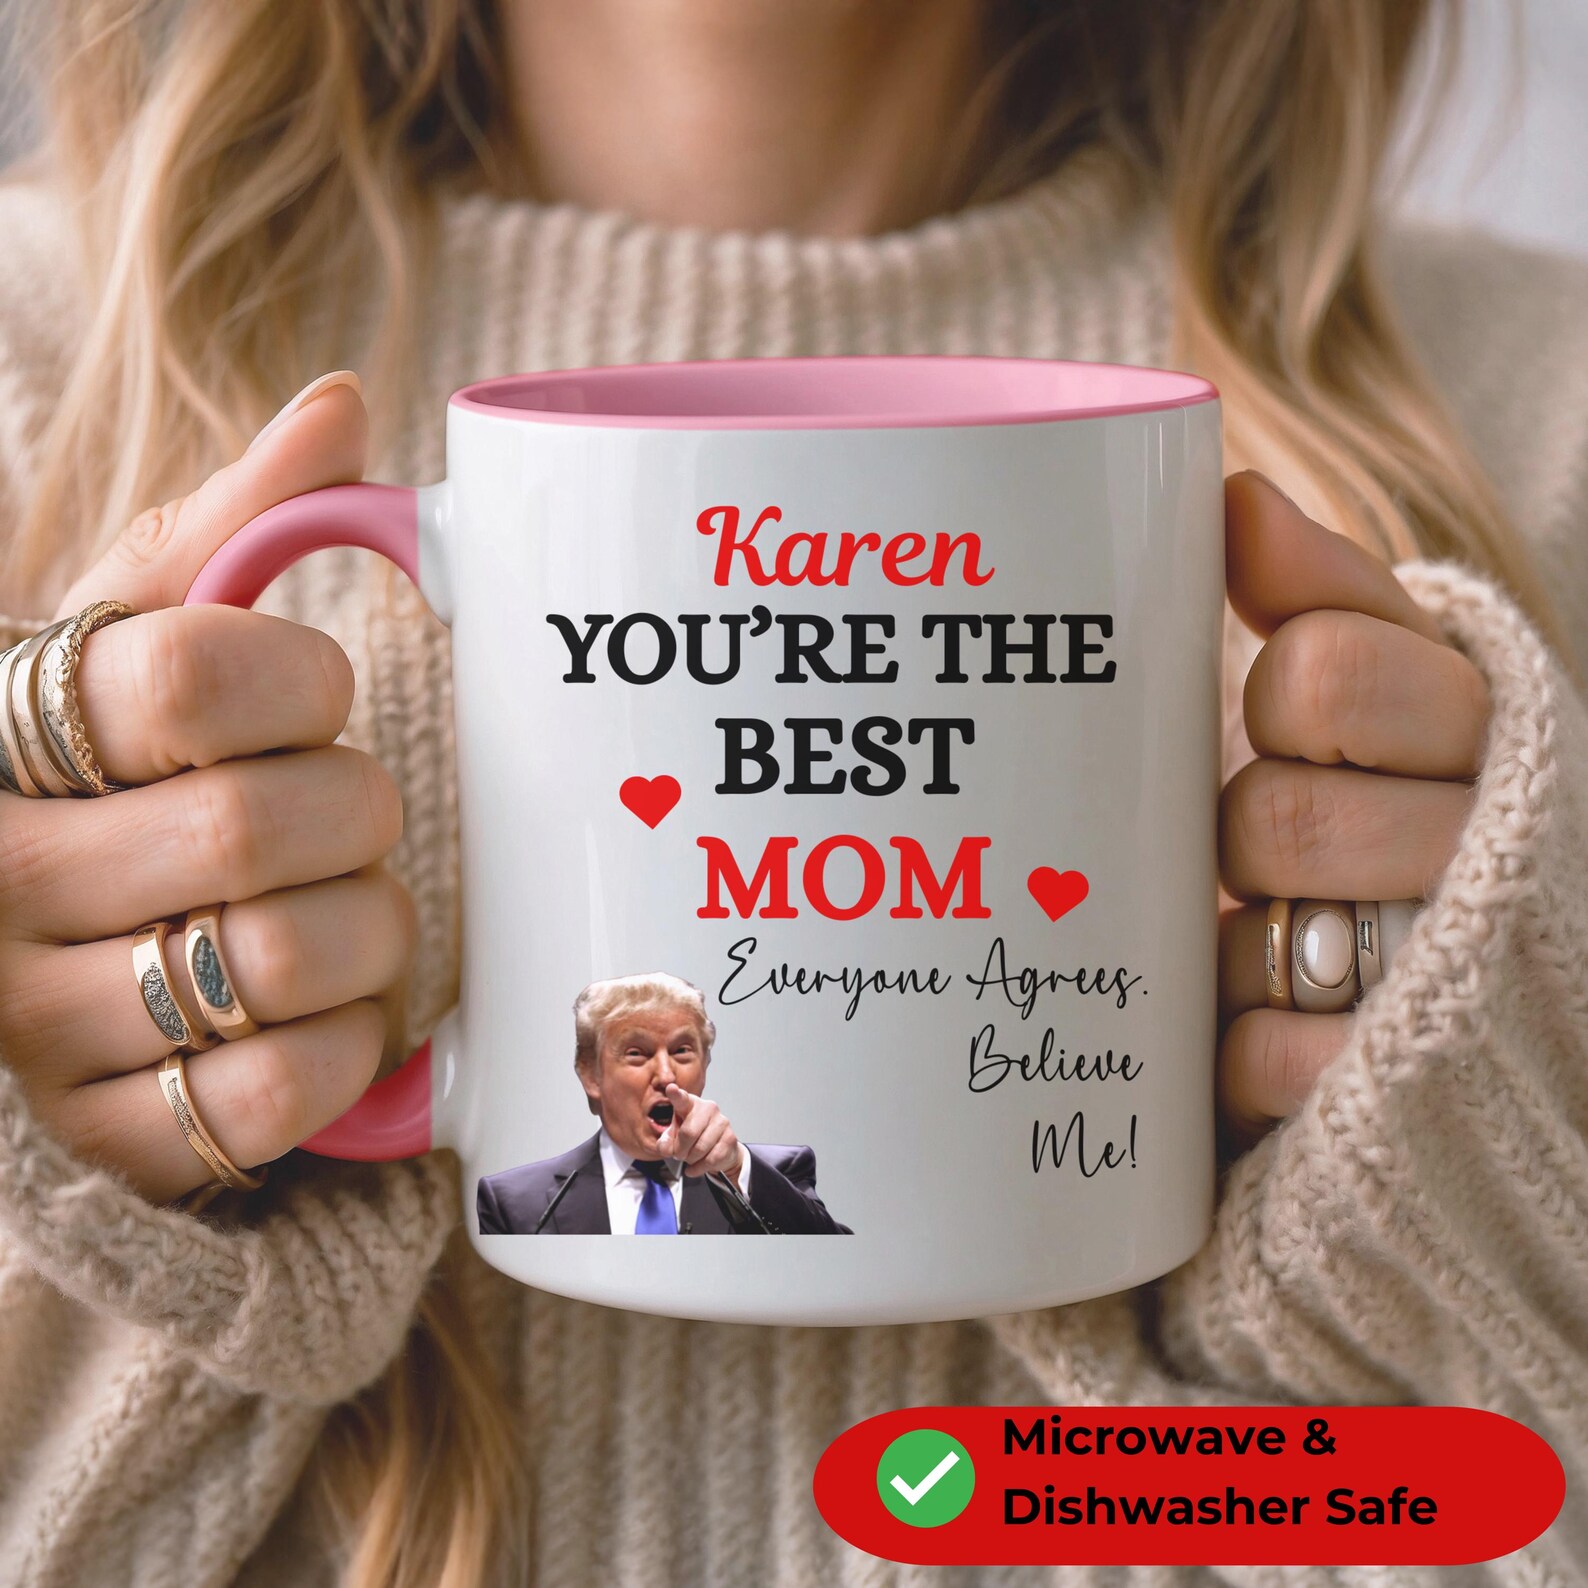 Karen
YOU'RE THE
BEST
MOM
Everyone Agrees.
Believe
Me!
Microwave &
Dishwasher Safe